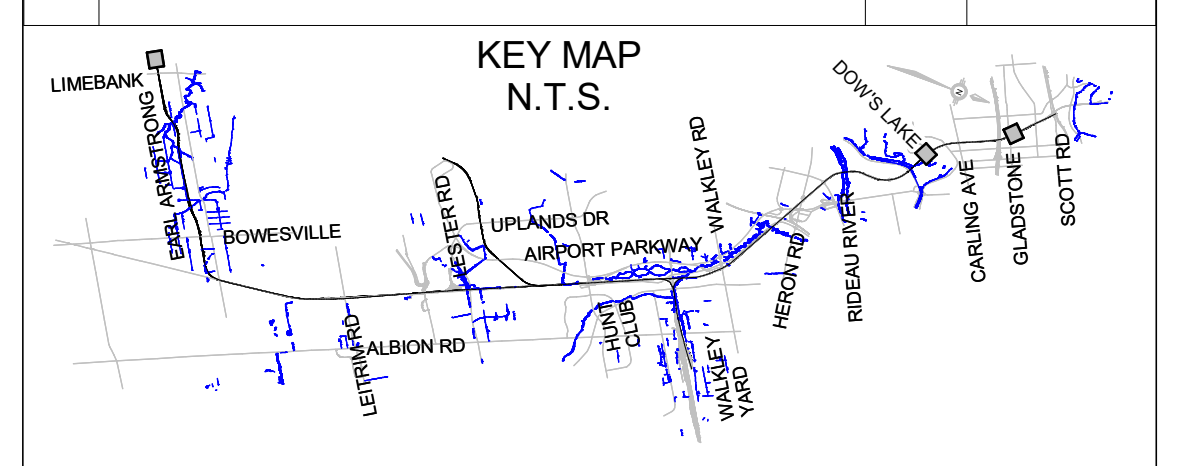 KEY MAP
N.T.S.
LIMEBANK
EARL ARMSTRONG
BOWESVILLE
LEITRIM RD
ALBION RD
LESTER RD
UPLANDS DR
AIRPORT PARKWAY
HUNT
CLUB
WALKLEY RD
WALKLEY
YARD
HERON RD
RIDEAU RIVER
DOW'S LAKE
N
CARLING AVE
GLADSTONE
SCOTT RD